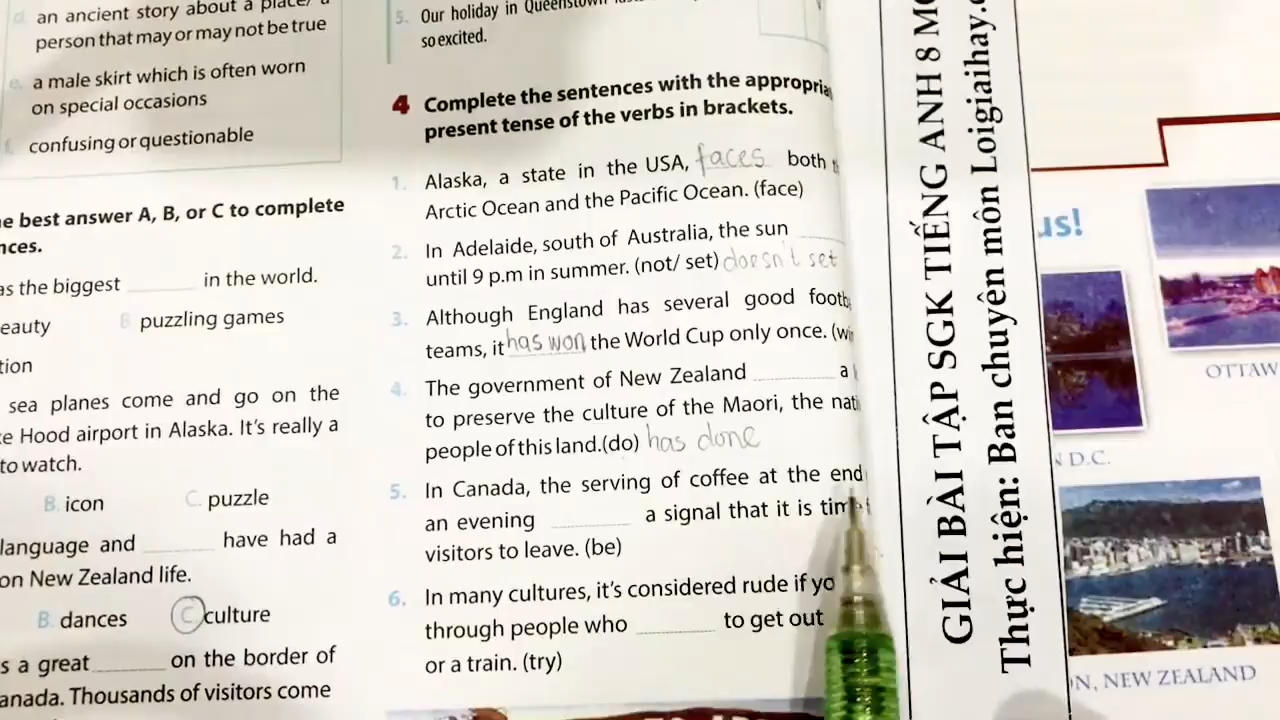 d. an ancient story about a place/ a
person that may or may not be true
e. a male skirt which is often worn
on special occasions
f. confusing or questionable
best answer A, B, or C to complete
as the biggest ______ in the world.
B. puzzling games
sea planes come and go on the
Hood airport in Alaska. It's really a
to watch.
B. icon C. puzzle
language and ______ have had a
on New Zealand life.
B. dances C. culture
a great ______ on the border of
Thousands of visitors come
5. Our holiday in Queenstown
so excited.
4 Complete the sentences with the
present tense of the verbs in brackets.
1. Alaska, a state in the USA, faces both
Arctic Ocean and the Pacific Ocean. (face)
2. In Adelaide, south of Australia, the sun ______
until 9 p.m in summer. (not/ set) doesn't set
3. Although England has several good
teams, it has won the World Cup only once.
4. The government of New Zealand ______ a
to preserve the culture of the Maori, the
people of this land.(do) has done
5. In Canada, the serving of coffee at the end
an evening ______ a signal that it is
visitors to leave. (be)
6. In many cultures, it's considered rude if
through people who ______ to get out
or a train. (try)
GIẢI BÀI TẬP SGK TIẾNG ANH 8
Thực hiện: Ban chuyên môn Loigiaihay.
us!
D.C.
NEW ZEALAND